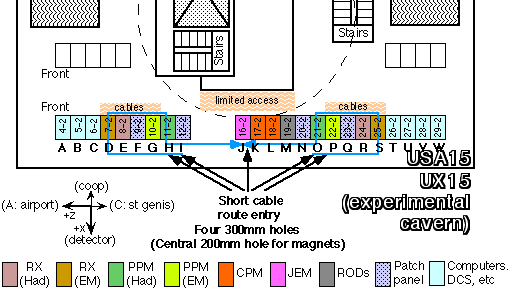 Stairs
Stairs
Front
Front
cables
limited access
cables
4-2 5-2 6-2 7-2 8-2 9-2 10-2 11-2 12-2 16-2 17-2 18-2 19-2 20-2 21-2 22-2 23-2 24-2 25-2 26-2 27-2 28-2 29-2
A B C D E F G H I J K L M N O P Q R S T U V W
USA15
UX15
(experimental
cavern)
(coop)
(A: airport)
(C: st genis)
+z
+x
(detector)
Short cable
route entry
Four 300mm holes
(Central 200mm hole for magnets)
RX
(Had)
RX
(EM)
PPM
(Had)
PPM
(EM)
CPM
JEM
RODs
Patch
panel
Computers.
DCS, etc